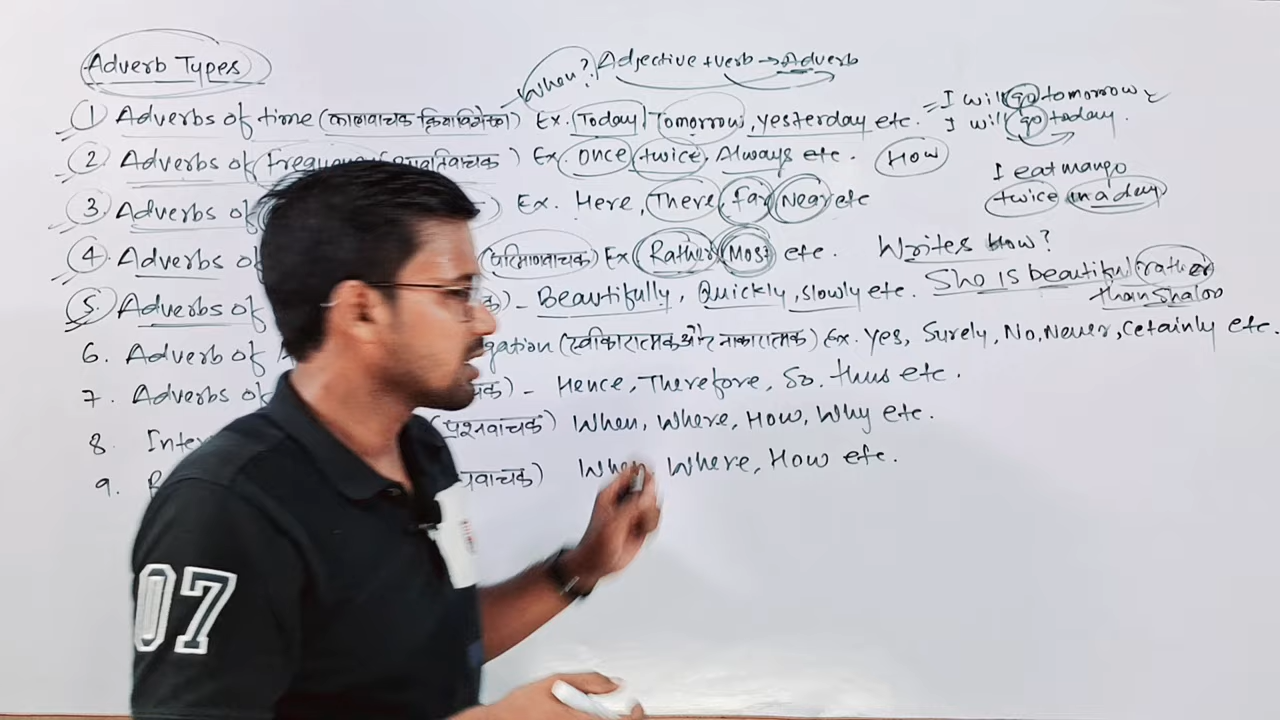 Adverb Types
When? Adjective + verb → Adverb
1 Adverbs of time (कालवाचक क्रियाविशेषण) Ex. Today, Tomorrow, yesterday etc.
I will go tomorrow
I will go today.
2 Adverbs of Ex. once, twice, Always etc. How
I eat mango
twice in a day
3 Adverbs of Ex. Here, There, far, Near etc
4. Adverbs of (परिमाणवाचक) Ex Rather, Most etc. Writes How?
5. Adverbs of - Beautifully, Quickly, slowly etc. She Is beautiful rather
than
6. Adverb of gation (स्वीकारात्मक और नाकारात्मक) Ex. Yes, Surely, No, Never, Cetainly etc.
7. Adverbs of चक) - Hence, Therefore, So, thus etc.
8. Inter (प्रश्नवाचक) When, Where, How, Why etc.
9. वाचक) When, Where, How etc.
07